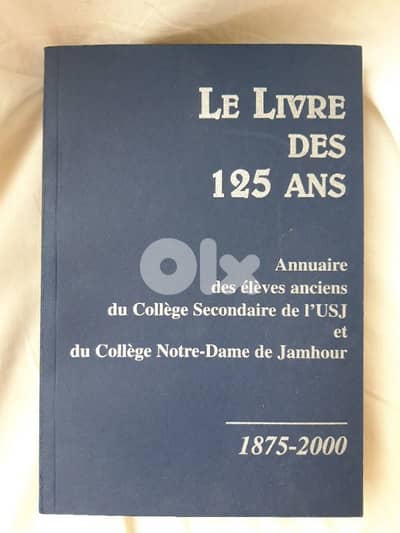 LE LIVRE
DES
125 ANS
OLX
Annuaire
des élèves anciens
du Collège Secondaire de l'USJ
et
du Collège Notre-Dame de Jamhour
1875-2000